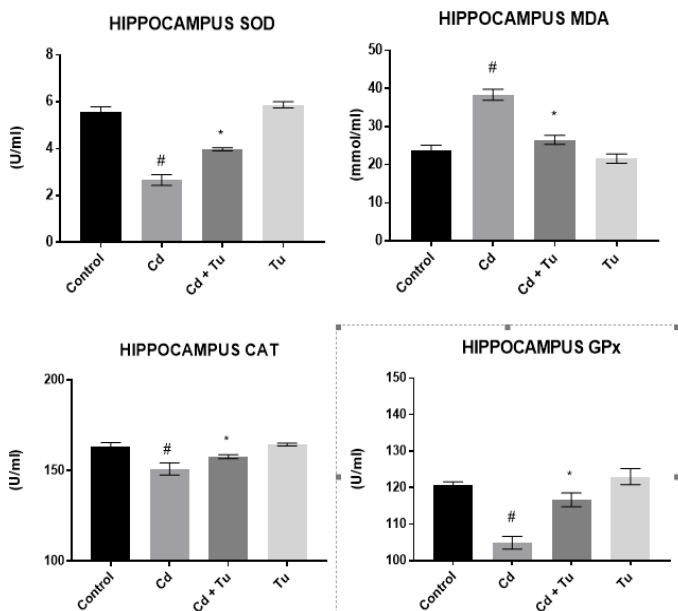 HIPPOCAMPUS SOD
8
6
4
2
0
(U/ml)
#
*
Control
Cd
Cd + Tu
Tu
HIPPOCAMPUS MDA
50
40
30
20
10
0
(mmol/ml)
#
*
Control
Cd
Cd + Tu
Tu
HIPPOCAMPUS CAT
200
150
100
(U/ml)
#
*
Control
Cd
Cd + Tu
Tu
HIPPOCAMPUS GPx
150
140
130
120
110
100
(U/ml)
#
*
Control
Cd
Cd + Tu
Tu